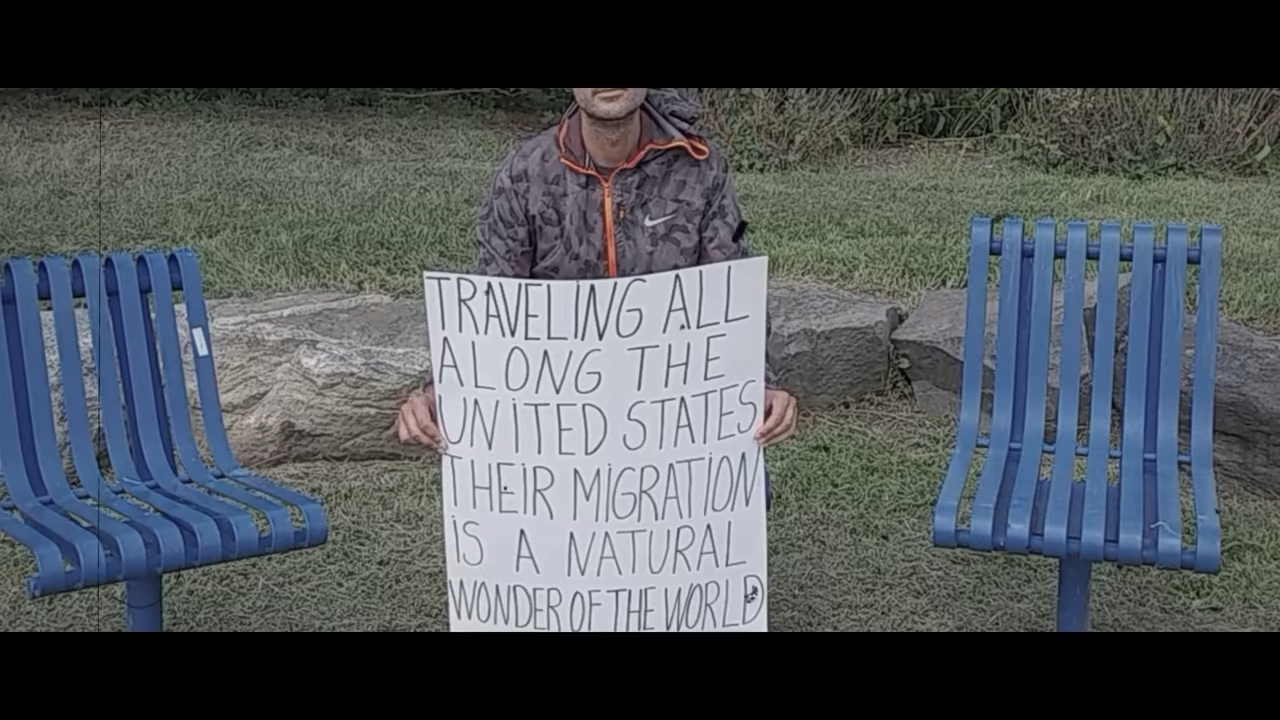 TRAVELING ALL
ALONG THE
UNITED STATES
THEIR MIGRATION
IS A NATURAL
WONDER OF THE WORLD